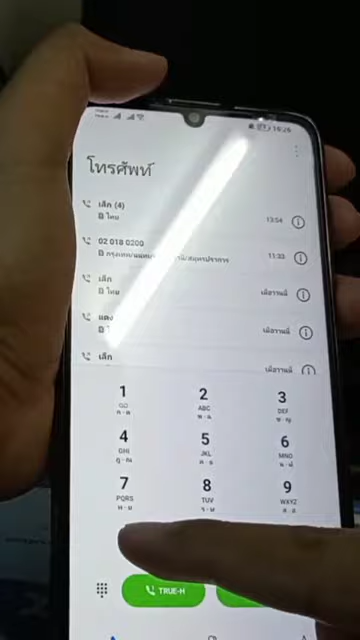 16:26
โทรศัพท์
เล็ก (4)
ไทย
13:54
02 018 0200
11:33
เล็ก
ไทย
เมื่อวานนี้
แดง
เมื่อวานนี้
เล็ก
เมื่อวานนี้
1 2 3
GO ABC DEF
4 5 6
GHI JKL MNO
7 8 9
PQRS TUV WXYZ
TRUE-H